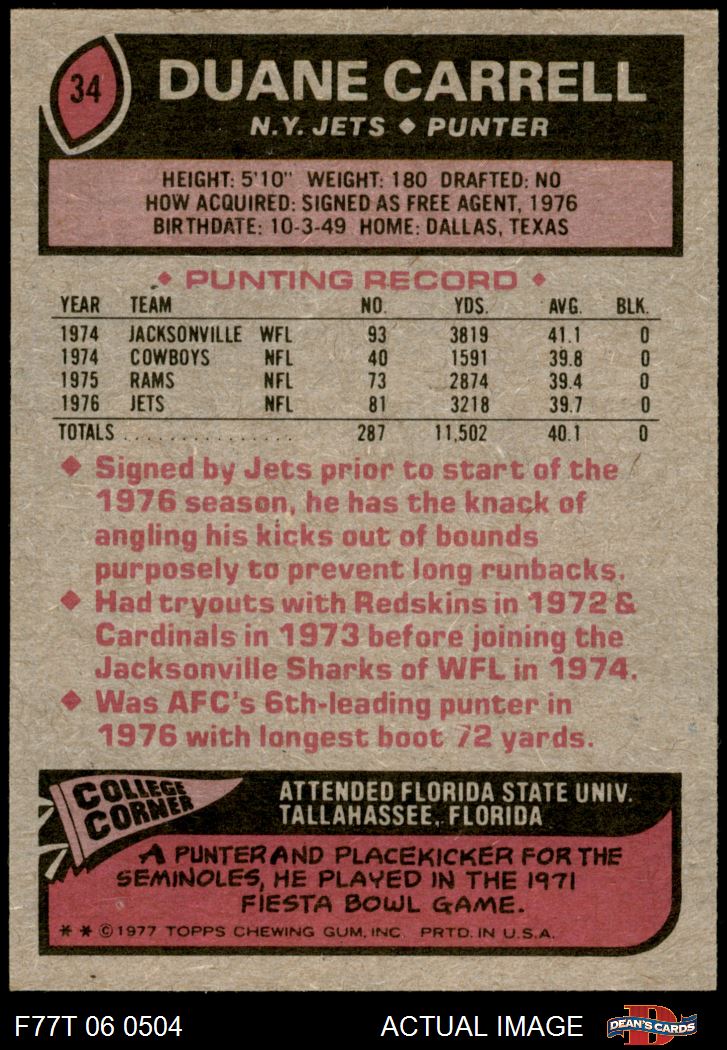 34
DUANE CARRELL
N.Y. JETS ◆ PUNTER
HEIGHT: 5'10" WEIGHT: 180 DRAFTED: NO
HOW ACQUIRED: SIGNED AS FREE AGENT, 1976
BIRTHDATE: 10-3-49 HOME: DALLAS, TEXAS
◆ PUNTING RECORD ◆
YEAR TEAM NO. YDS. AVG. BLK.
1974 JACKSONVILLE WFL 93 3819 41.1 0
1974 COWBOYS NFL 40 1591 39.8 0
1975 RAMS NFL 73 2874 39.4 0
1976 JETS NFL 81 3218 39.7 0
TOTALS ................ 287 11,502 40.1 0
◆ Signed by Jets prior to start of the
1976 season, he has the knack of
angling his kicks out of bounds
purposely to prevent long runbacks.
◆ Had tryouts with Redskins in 1972 &
Cardinals in 1973 before joining the
Jacksonville Sharks of WFL in 1974.
◆ Was AFC's 6th-leading punter in
1976 with longest boot 72 yards.
COLLEGE
CORNER
ATTENDED FLORIDA STATE UNIV.
TALLAHASSEE, FLORIDA
A PUNTER AND PLACEKICKER FOR THE
SEMINOLES, HE PLAYED IN THE 1971
FIESTA BOWL GAME.
* * © 1977 TOPPS CHEWING GUM, INC. PRTD. IN U.S.A.
F77T 06 0504 ACTUAL IMAGE
D
DEAN'S CARDS